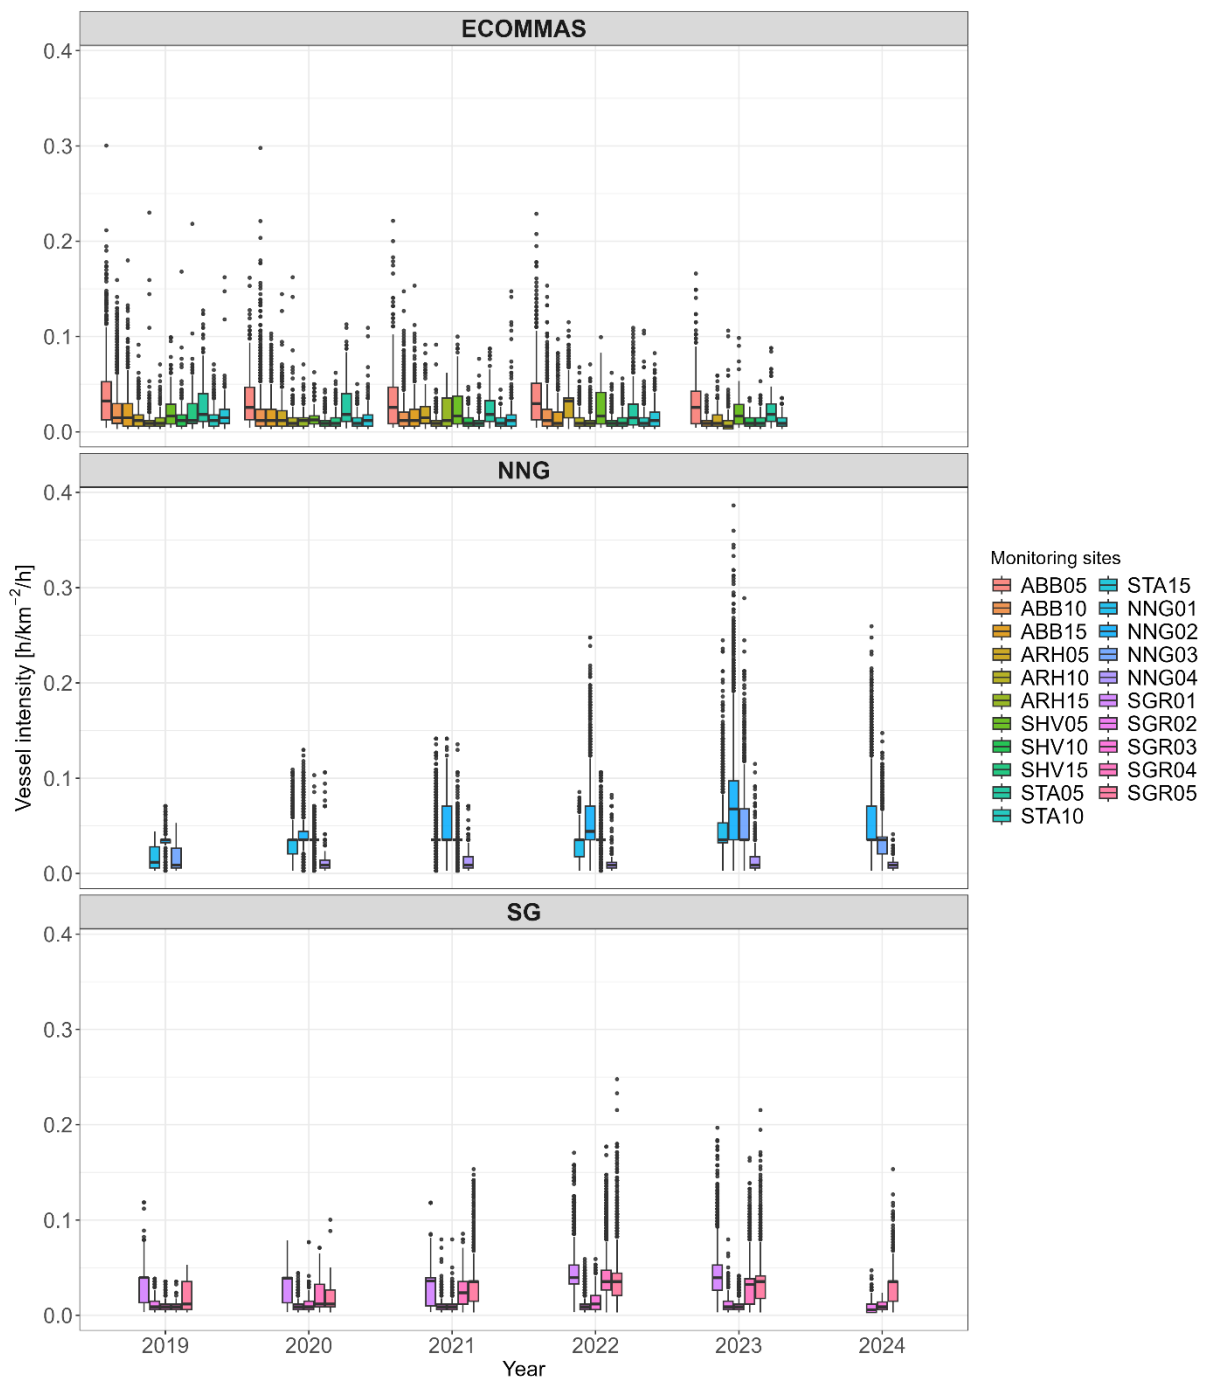 ECOMMAS
0.4
0.3
0.2
0.1
0.0
NNG
0.4
0.3
0.2
0.1
0.0
SG
0.4
0.3
0.2
0.1
0.0
2019 2020 2021 2022 2023 2024
Year
Vessel intensity [h/km⁻²/h]
Monitoring sites
ABB05 STA15
ABB10 NNG01
ABB15 NNG02
ARH05 NNG03
ARH10 NNG04
ARH15 SGR01
SHV05 SGR02
SHV10 SGR03
SHV15 SGR04
STA05 SGR05
STA10